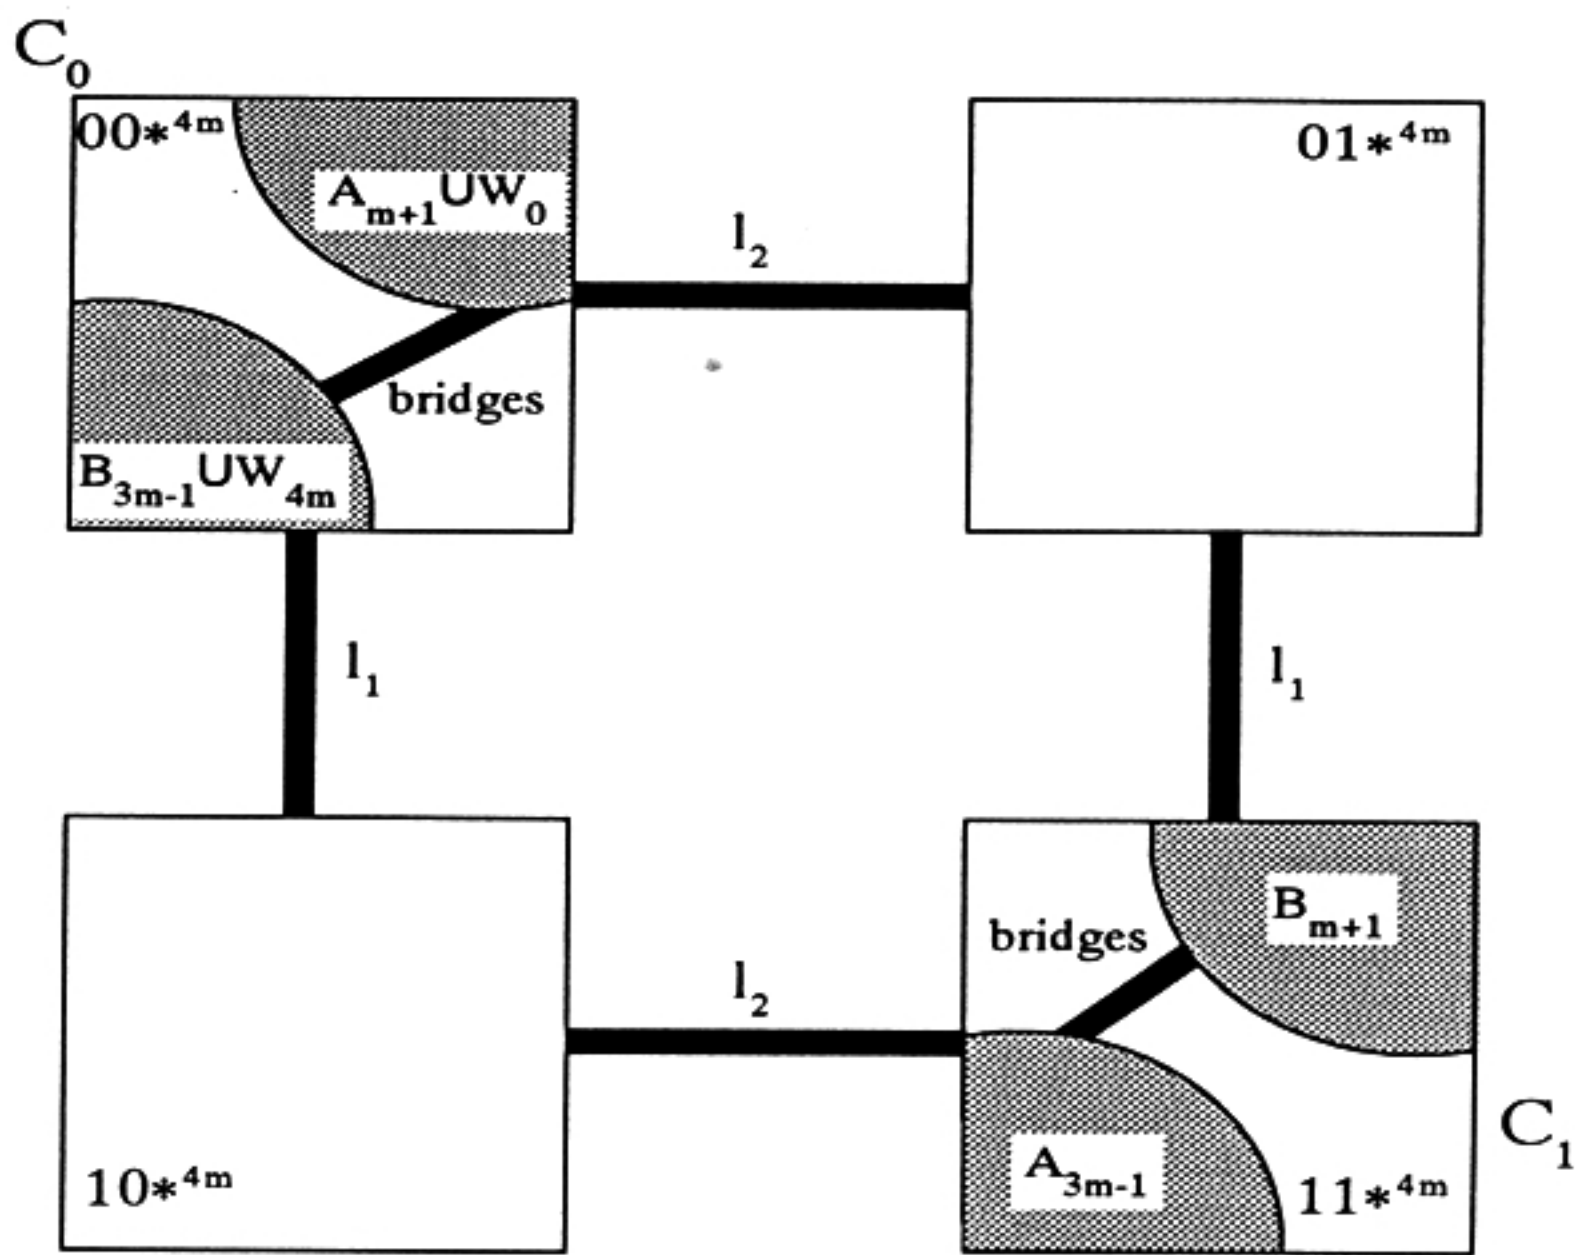 C₀
00*⁴ᵐ
01*⁴ᵐ
Aₘ₊₁UW₀
l₂
bridges
B₃ₘ₋₁UW₄ₘ
l₁
l₁
Bₘ₊₁
bridges
l₂
C₁
A₃ₘ₋₁
10*⁴ᵐ
11*⁴ᵐ